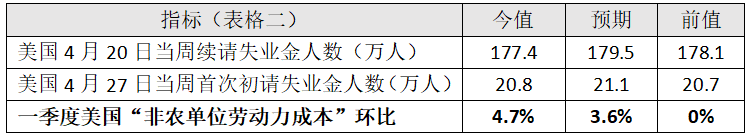 指标（表格二） 今值 预期 前值
美国 4 月 20 日当周续请失业金人数（万人） 177.4 179.5 178.1
美国 4 月 27 日当周首次初请失业金人数（万人） 20.8 21.1 20.7
一季度美国“非农单位劳动力成本”环比 4.7% 3.6% 0%